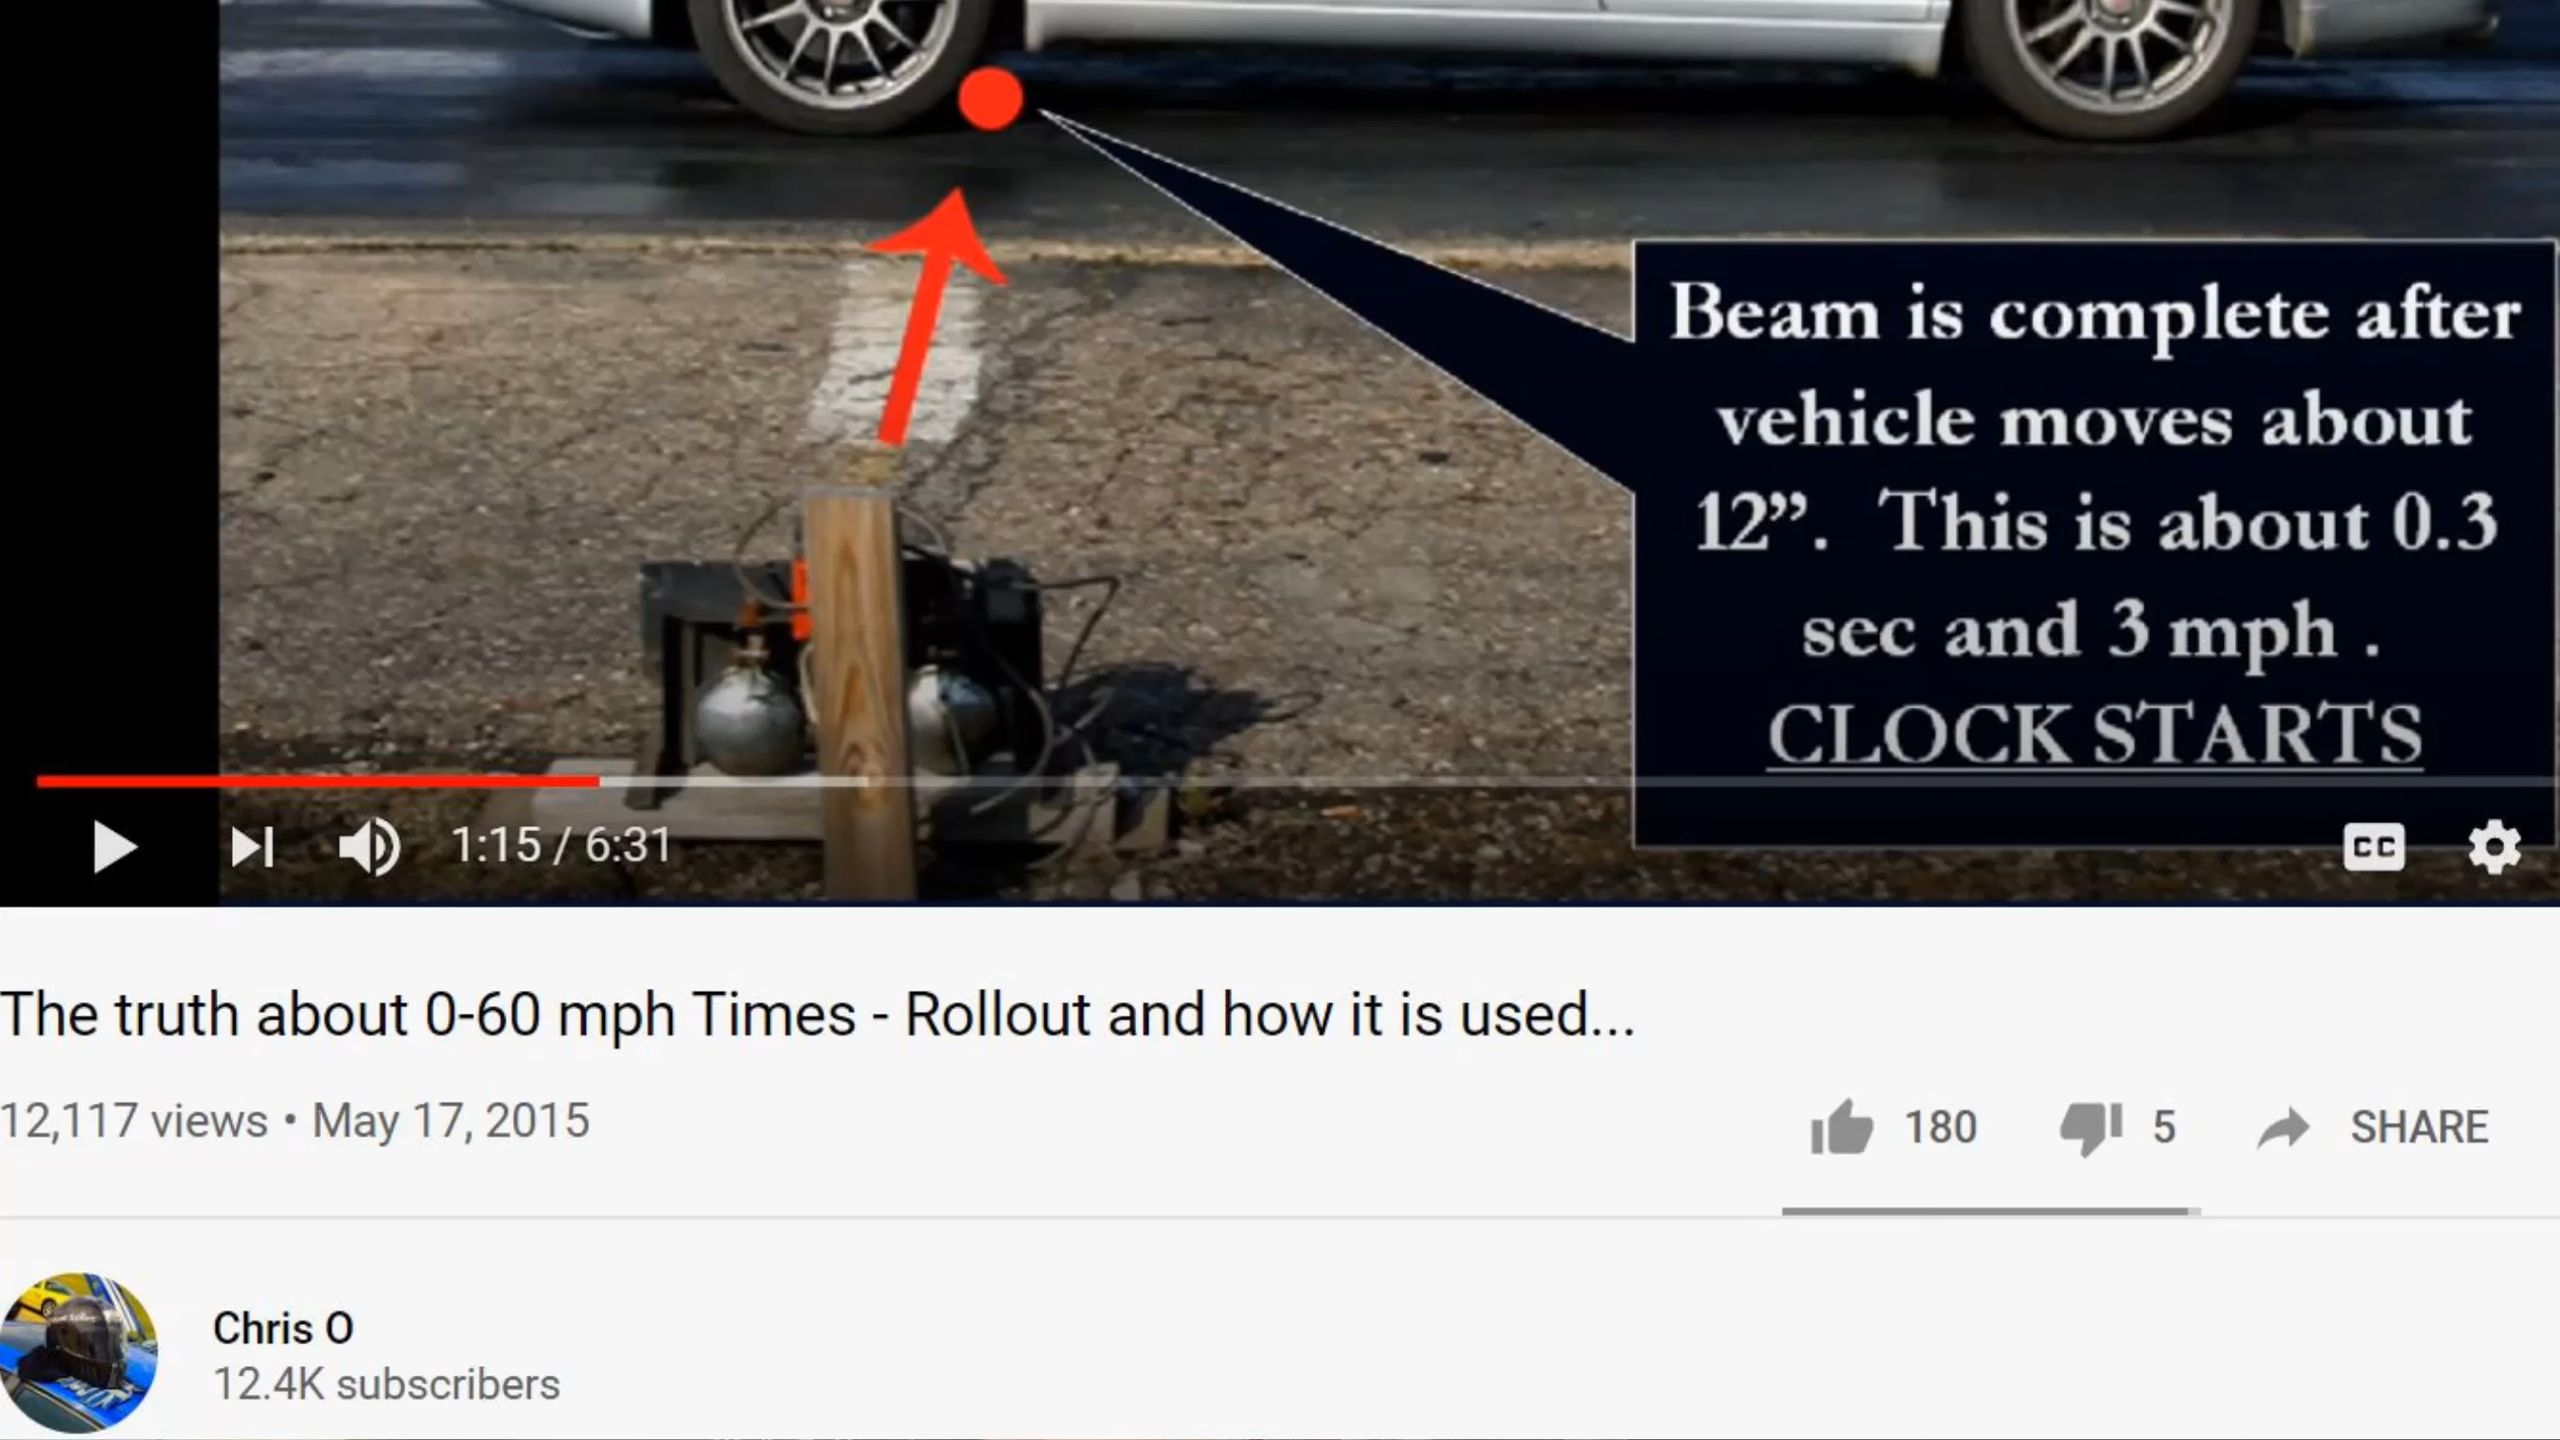 Beam is complete after
vehicle moves about
12”. This is about 0.3
sec and 3 mph .
CLOCK STARTS
1:15 / 6:31
CC
The truth about 0-60 mph Times - Rollout and how it is used...
12,117 views • May 17, 2015
180 5 SHARE
Chris O
12.4K subscribers